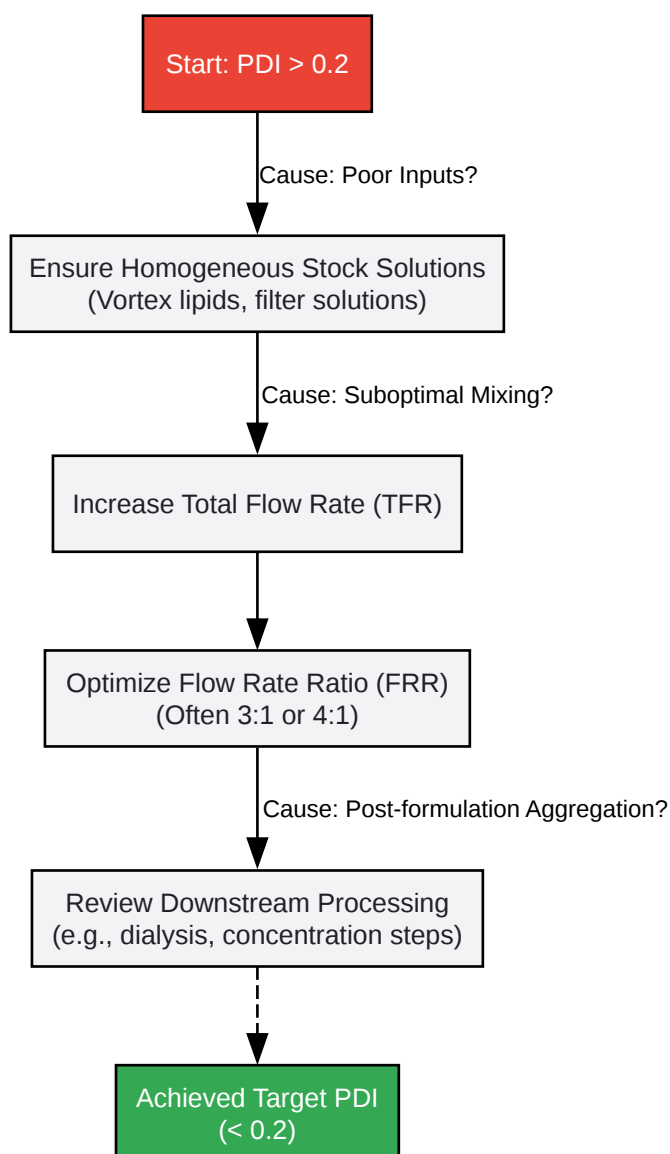 Start: PDI > 0.2
Cause: Poor Inputs?
Ensure Homogeneous Stock Solutions
(Vortex lipids, filter solutions)
Cause: Suboptimal Mixing?
Increase Total Flow Rate (TFR)
Optimize Flow Rate Ratio (FRR)
(Often 3:1 or 4:1)
Cause: Post-formulation Aggregation?
Review Downstream Processing
(e.g., dialysis, concentration steps)
Achieved Target PDI
(< 0.2)